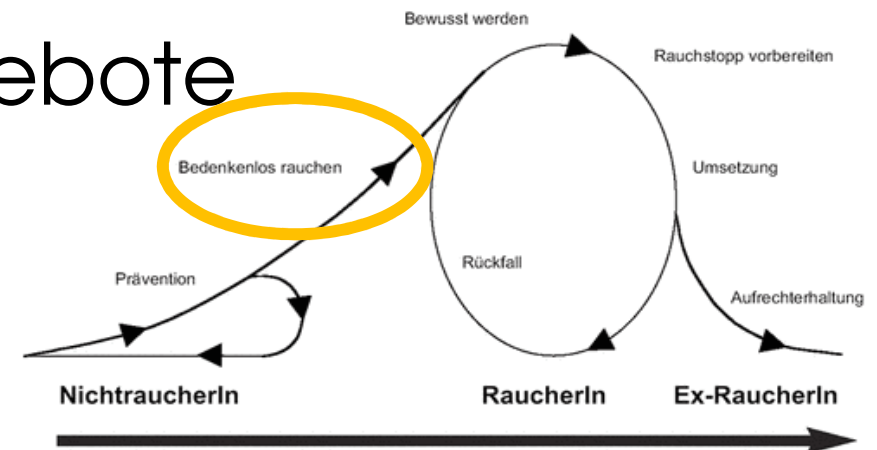 Bewusst werden
ebote
Rauchstopp vorbereiten
Bedenkenlos rauchen
Umsetzung
Rückfall
Prävention
Aufrechterhaltung
NichtraucherIn
RaucherIn
Ex-RaucherIn